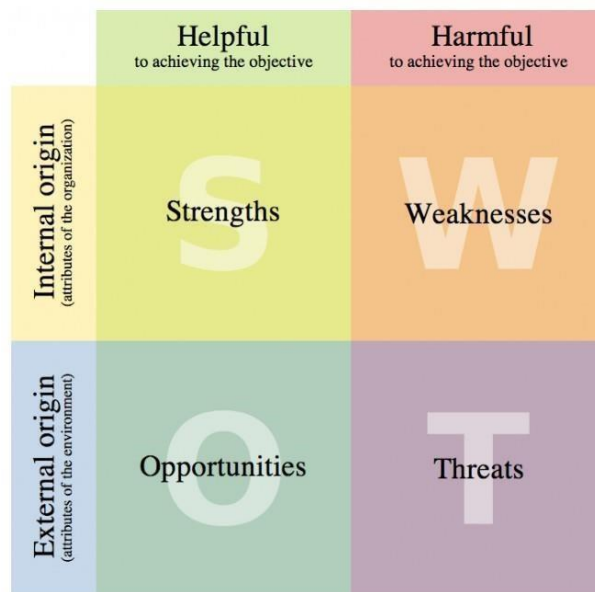 Helpful
to achieving the objective
Harmful
to achieving the objective
Internal origin
(attributes of the organization)
S
Strengths
W
Weaknesses
External origin
(attributes of the environment)
O
Opportunities
T
Threats